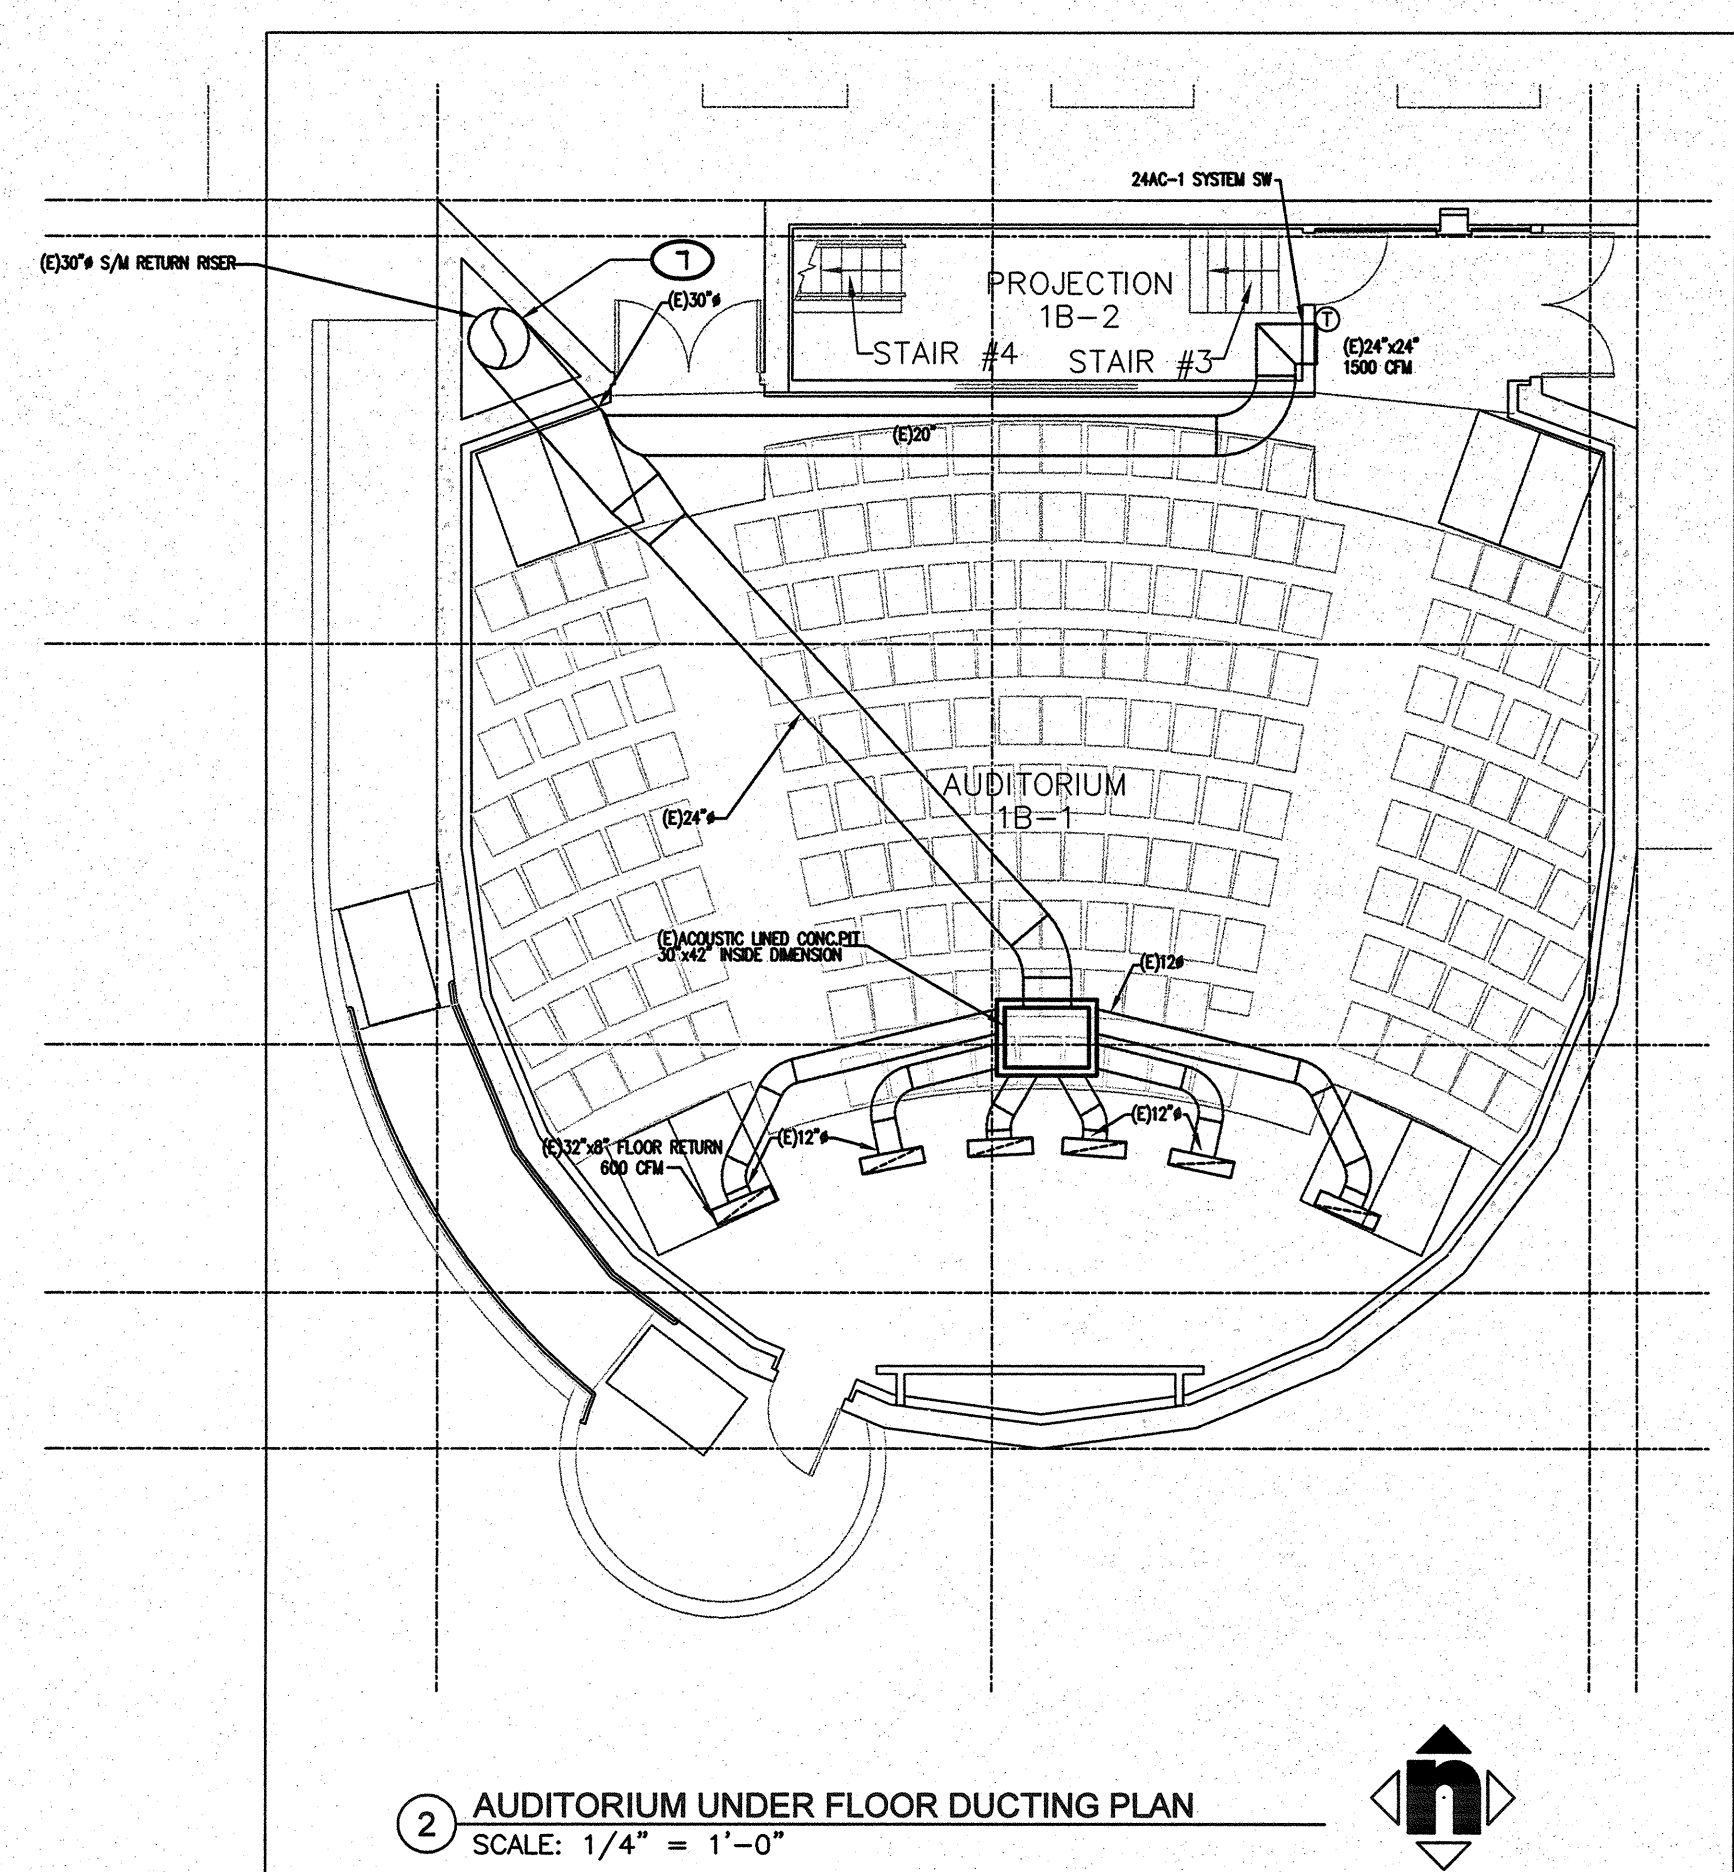 24AC-1 SYSTEM SW
(E)30"ø S/M RETURN RISER
7
(E)30"ø
PROJECTION
1B-2
STAIR #4
STAIR #3
T
(E)24"x24"
1500 CFM
(E)20"
AUDITORIUM
1B-1
(E)24"ø
(E)ACOUSTIC LINED CONC.PIT
30"x42" INSIDE DIMENSION
(E)12ø
(E)12"ø
(E)12"ø
(E)32"x8" FLOOR RETURN
600 CFM
n
2
AUDITORIUM UNDER FLOOR DUCTING PLAN
SCALE: 1/4" = 1'-0"